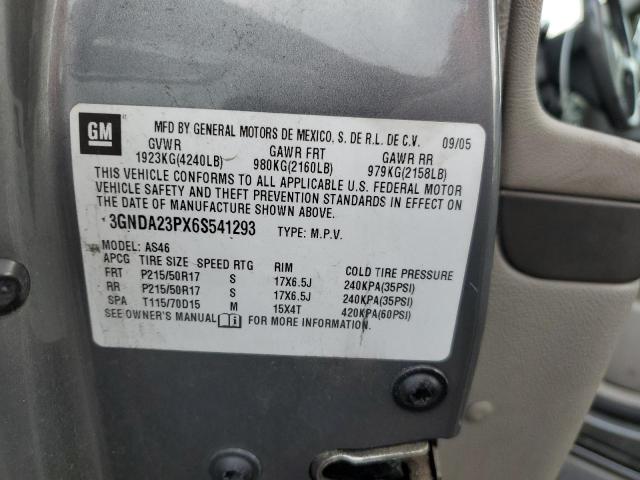 GM
MFD BY GENERAL MOTORS DE MEXICO, S. DE R.L. DE C.V. 09/05
GVWR GAWR FRT GAWR RR
1923KG(4240LB) 980KG(2160LB) 979KG(2158LB)
THIS VEHICLE CONFORMS TO ALL APPLICABLE U.S. FEDERAL MOTOR
VEHICLE SAFETY AND THEFT PREVENTION STANDARDS IN EFFECT ON
THE DATE OF MANUFACTURE SHOWN ABOVE.
3GNDA23PX6S541293 TYPE: M.P.V.
MODEL: AS46
APCG TIRE SIZE SPEED RTG RIM COLD TIRE PRESSURE
FRT P215/50R17 S 17X6.5J 240KPA(35PSI)
RR P215/50R17 S 17X6.5J 240KPA(35PSI)
SPA T115/70D15 M 15X4T 420KPA(60PSI)
SEE OWNER'S MANUAL FOR MORE INFORMATION.